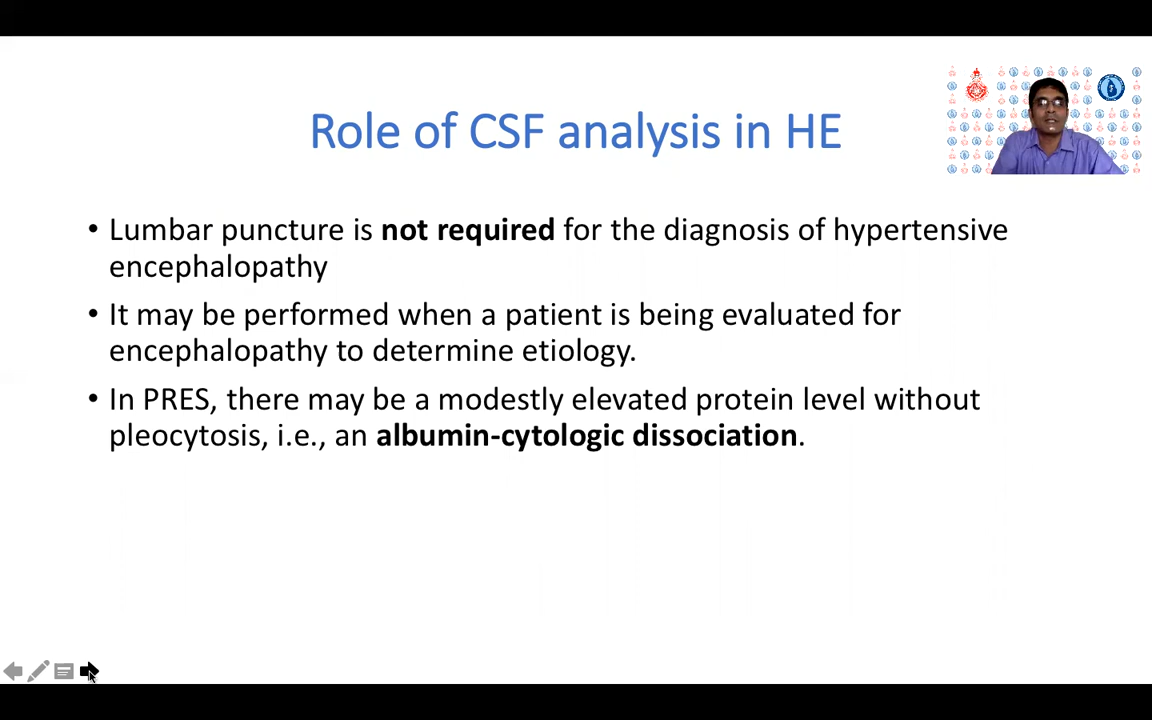 Role of CSF analysis in HE
• Lumbar puncture is not required for the diagnosis of hypertensive
encephalopathy
• It may be performed when a patient is being evaluated for
encephalopathy to determine etiology.
• In PRES, there may be a modestly elevated protein level without
pleocytosis, i.e., an albumin-cytologic dissociation.